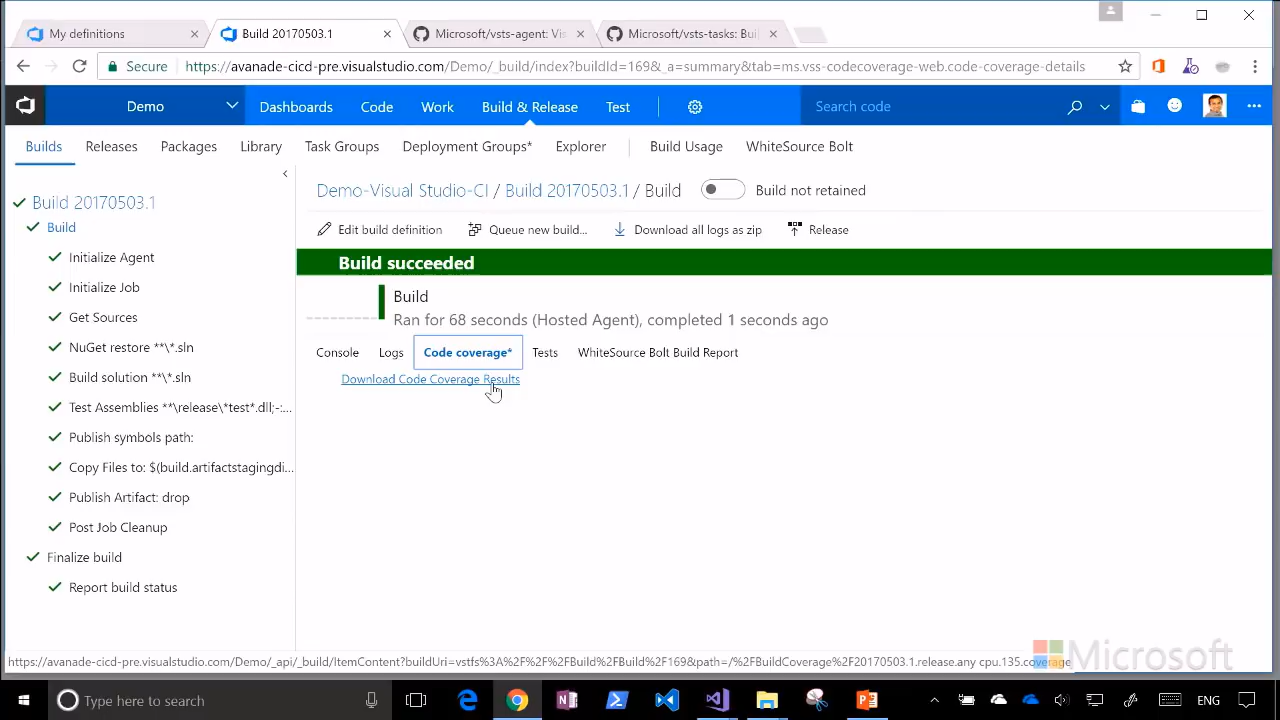 My definitions
Build 20170503.1
Microsoft/vsts-agent: Vis
Microsoft/vsts-tasks: Bui
Secure https://avanade-cicd-pre.visualstudio.com/Demo/_build/index?buildId=169&_a=summary&tab=ms.vss-codecoverage-web.code-coverage-details
Demo Dashboards Code Work Build & Release Test Search code
Builds Releases Packages Library Task Groups Deployment Groups* Explorer Build Usage WhiteSource Bolt
Build 20170503.1
Build
Initialize Agent
Initialize Job
Get Sources
NuGet restore **\*.sln
Build solution **\*.sln
Test Assemblies **\release\*test*.dll;-:...
Publish symbols path:
Copy Files to: $(build.artifactstagingdi...
Publish Artifact: drop
Post Job Cleanup
Finalize build
Report build status
Demo-Visual Studio-CI / Build 20170503.1 / Build Build not retained
Edit build definition Queue new build... Download all logs as zip Release
Build succeeded
Build
Ran for 68 seconds (Hosted Agent), completed 1 seconds ago
Console Logs Code coverage* Tests WhiteSource Bolt Build Report
Download Code Coverage Results
https://avanade-cicd-pre.visualstudio.com/Demo/_api/_build/ItemContent?buildUri=vstfs%3A%2F%2F%2FBuild%2FBuild%2F169&path=/%2FBuildCoverage%2F20170503.1.release.any cpu.135.coverage
Microsoft
Type here to search
ENG